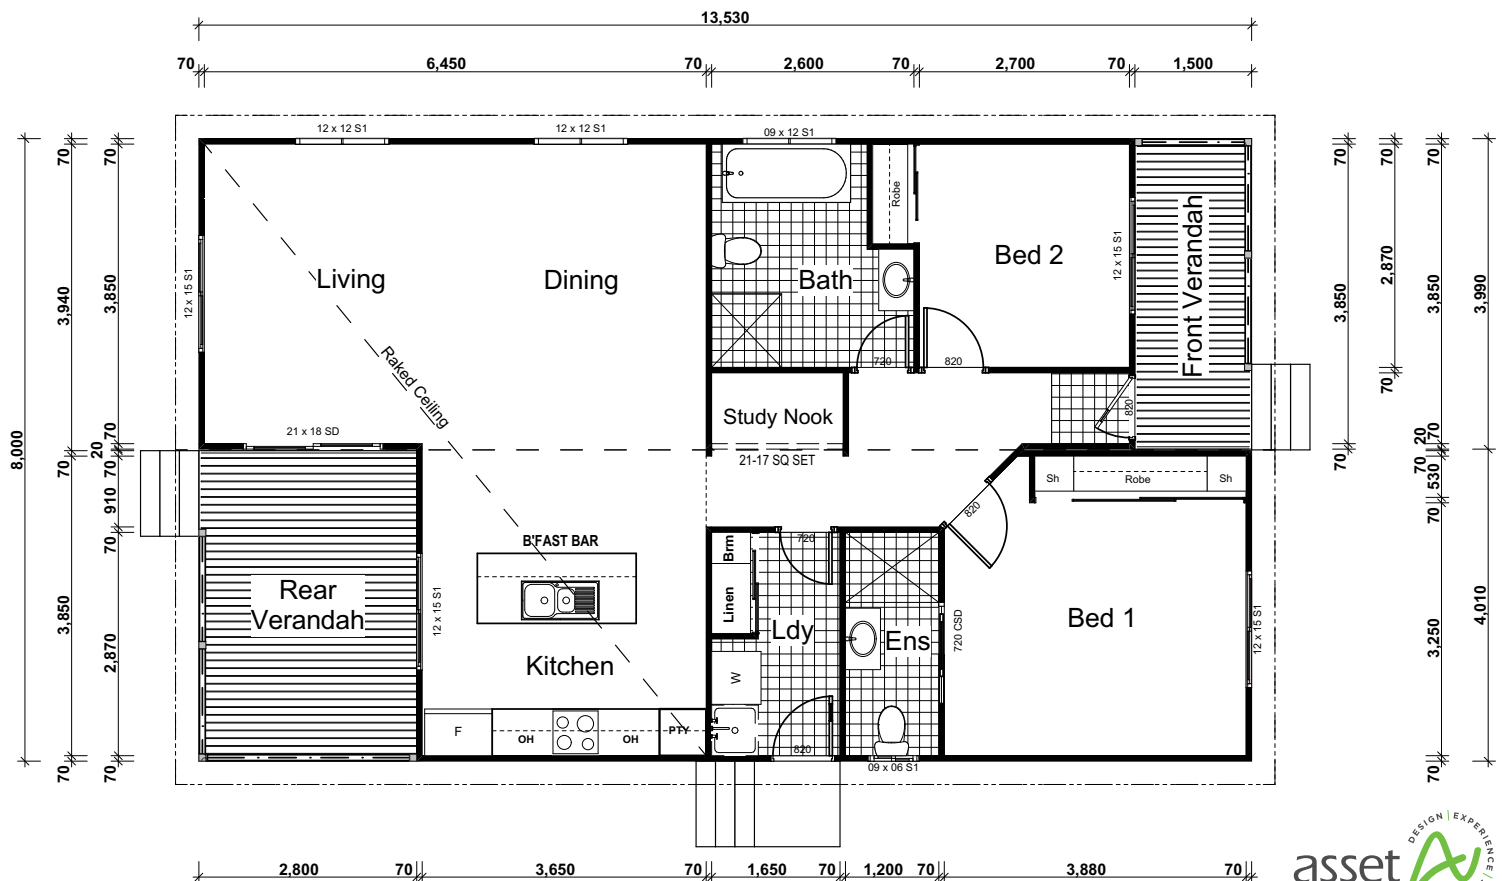 13,530
70 6,450 70 2,600 70 2,700 70 1,500
12 x 12 S1 12 x 12 S1 09 x 12 S1
70 70 70 70 70 70
Robe
Living Dining Bath Bed 2 Front Verandah
12 x 15 S1 12 x 15 S1
8,000 3,940 3,850 3,850 2,870 3,850 3,990
Raked Ceiling
720 820 820
70
Study Nook
21 x 18 SD
21-17 SQ SET
20 70 20 70
70 70 70 70
Sh Robe Sh
910 530
820
70 70
B'FAST BAR
720
Brm
Linen
Rear
Verandah
12 x 15 S1
Ldy Ens
720 CSD
Bed 1
12 x 15 S1
3,850 2,870 3,250 4,010
Kitchen
W
F OH OH PTY
820
09 x 06 S1
70 70 70
2,800 70 3,650 70 1,650 70 1,200 70 3,880 70
DESIGN | EXPERIENCE
asset